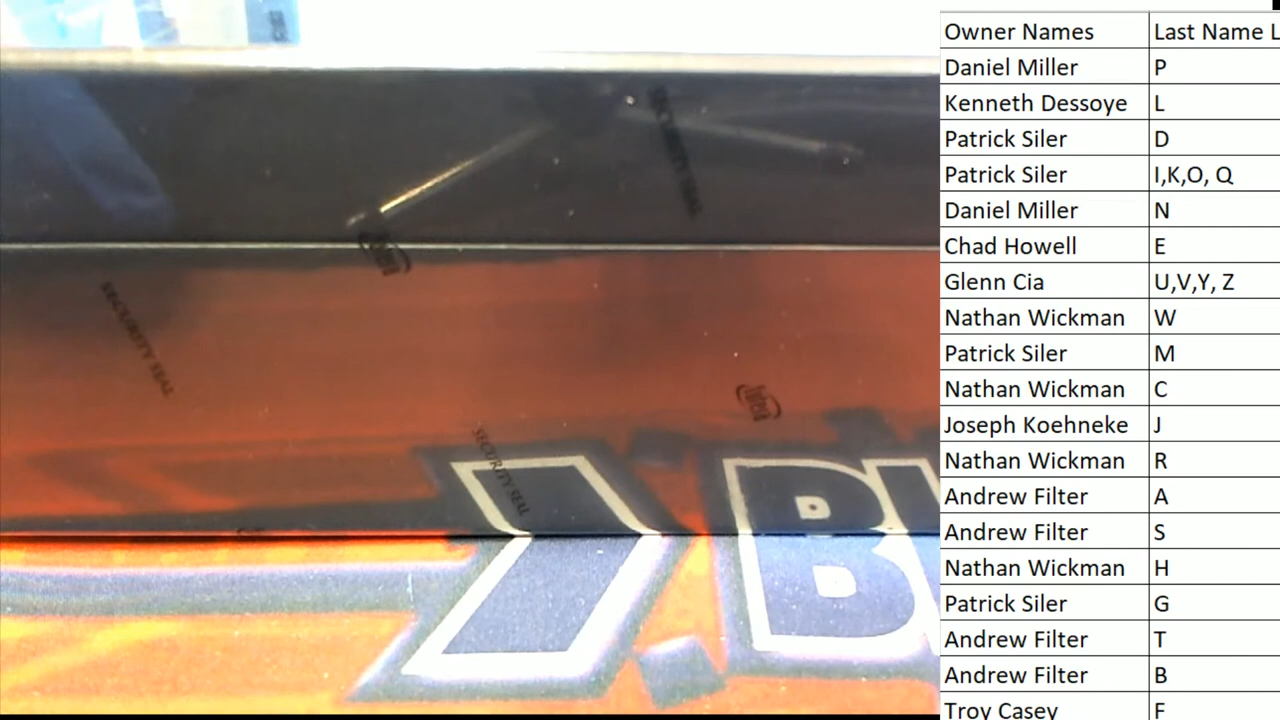 Owner Names Last Name L
Daniel Miller P
Kenneth Dessoye L
Patrick Siler D
Patrick Siler I,K,O, Q
Daniel Miller N
Chad Howell E
Glenn Cia U,V,Y, Z
Nathan Wickman W
Patrick Siler M
Nathan Wickman C
Joseph Koehneke J
Nathan Wickman R
Andrew Filter A
Andrew Filter S
Nathan Wickman H
Patrick Siler G
Andrew Filter T
Andrew Filter B
Troy Casey F
SECURITY SEAL
SECURITY SEAL
SECURITY SEAL